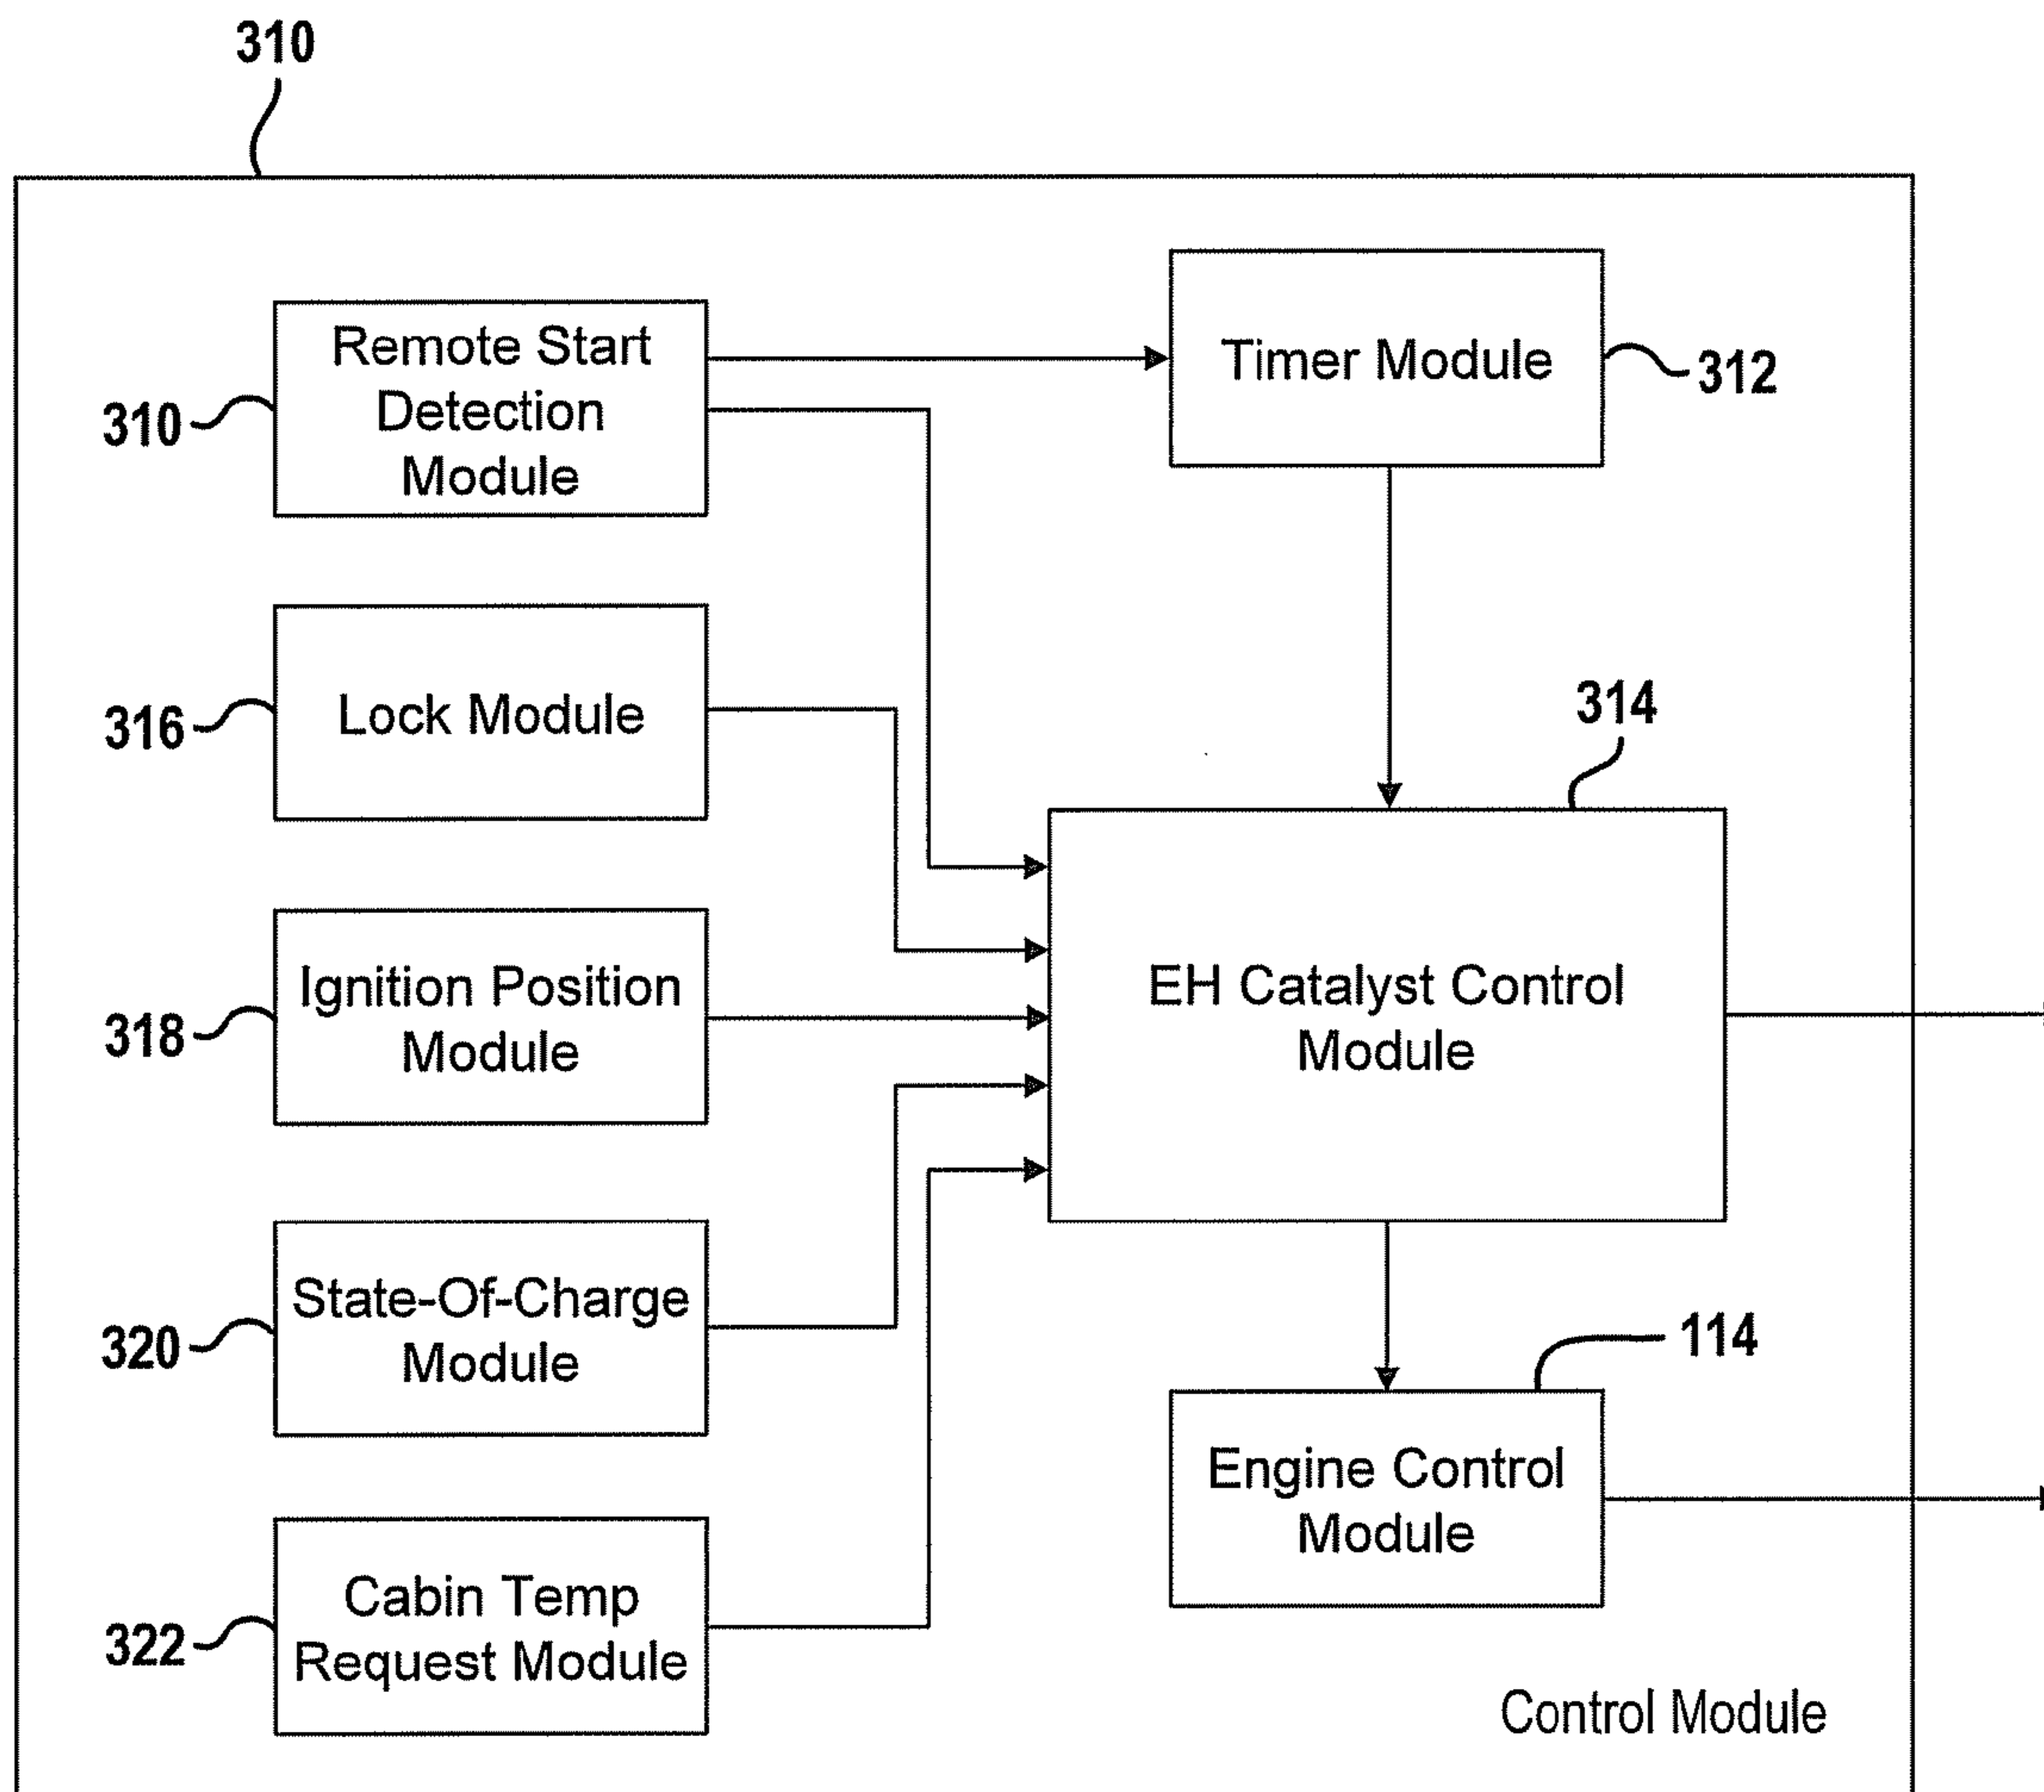 310
Remote Start
Detection
Module
310
Timer Module
312
Lock Module
316
314
Ignition Position
Module
318
EH Catalyst Control
Module
State-Of-Charge
Module
320
114
Engine Control
Module
Cabin Temp
Request Module
322
Control Module